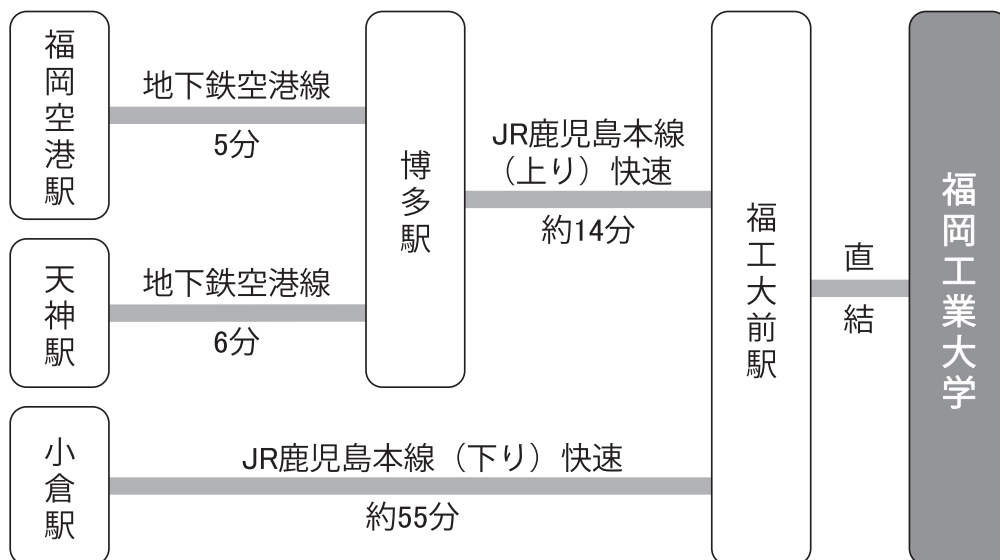 福岡空港駅
地下鉄空港線
5分
天神駅
地下鉄空港線
6分
博多駅
JR鹿児島本線
（上り）快速
約14分
小倉駅
JR鹿児島本線（下り）快速
約55分
福工大前駅
直
結
福岡工業大学